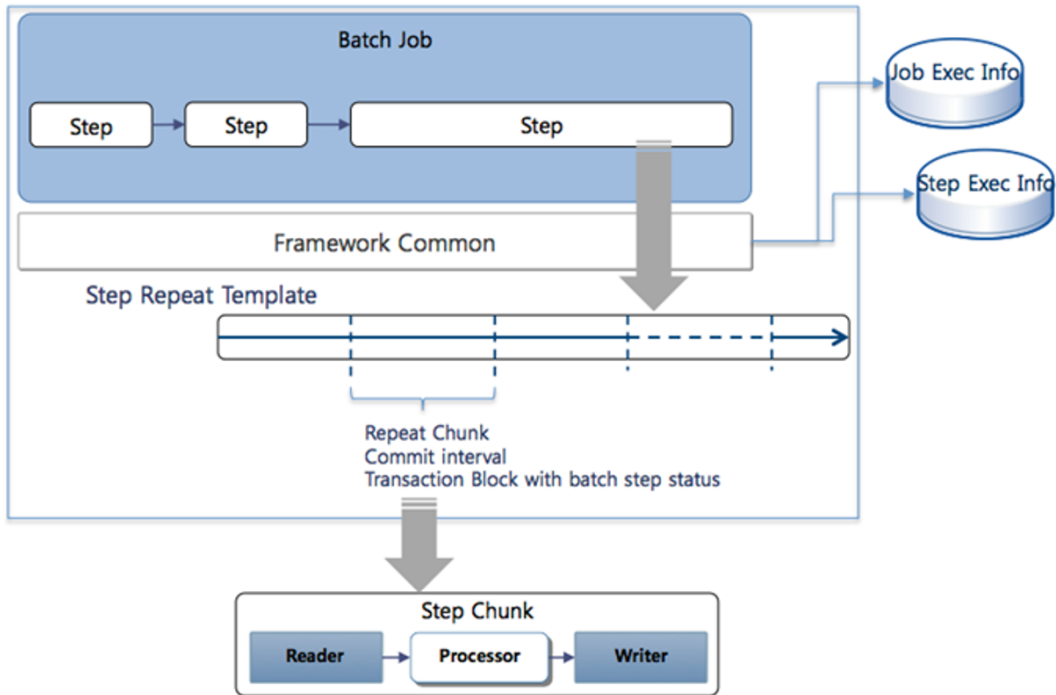 Batch Job
Job Exec Info
Step
Step
Step
Step Exec Info
Framework Common
Step Repeat Template
Repeat Chunk
Commit interval
Transaction Block with batch step status
Step Chunk
Reader
Processor
Writer